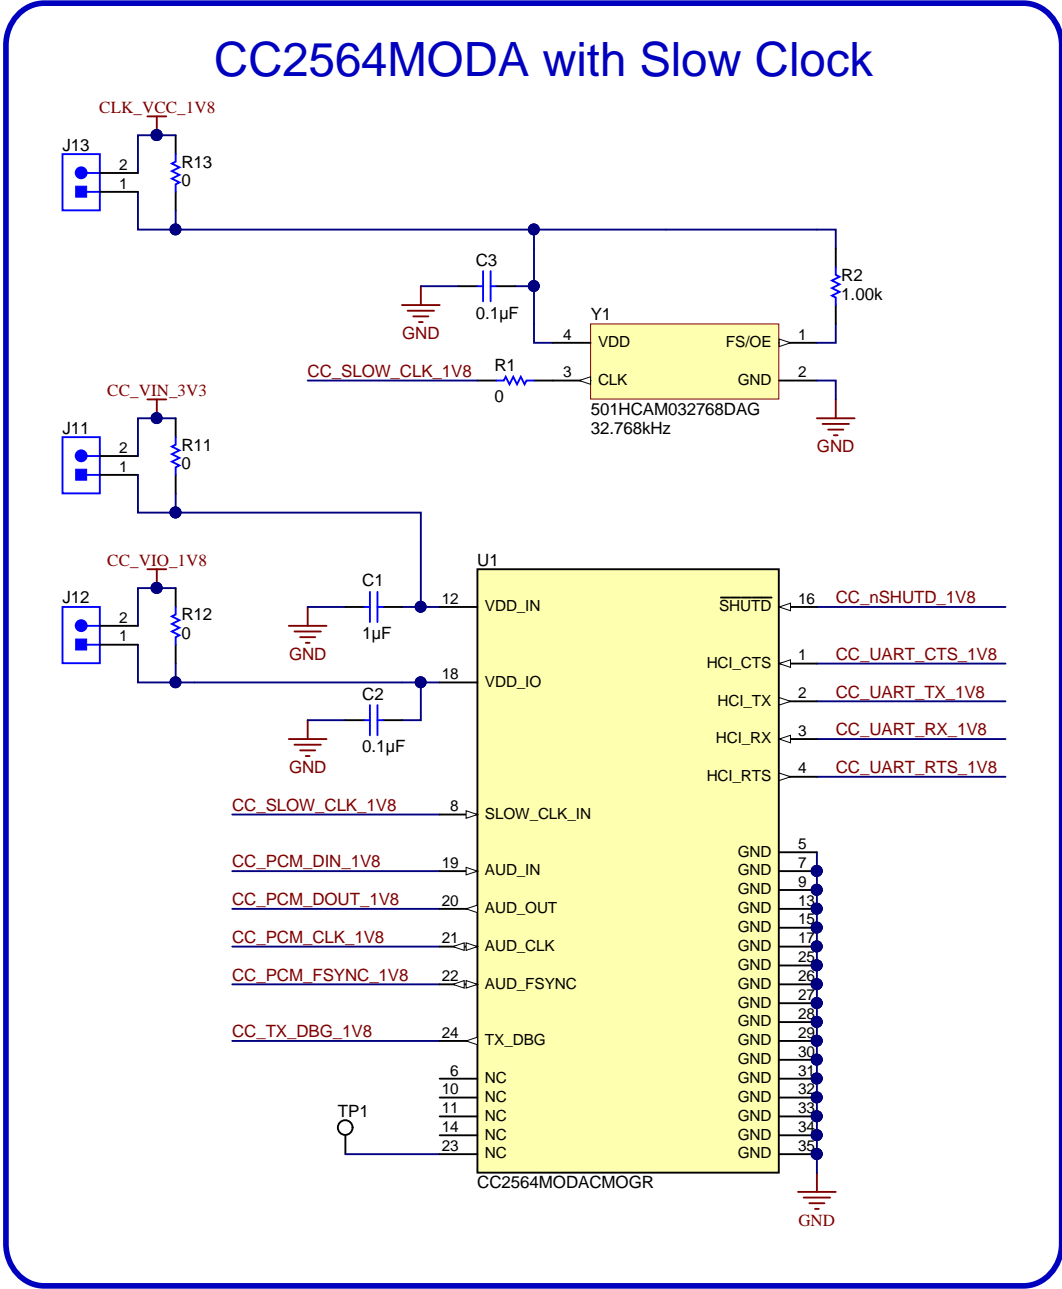 CC2564MODA with Slow Clock
CLK_VCC_1V8
J13
2
1
R13
0
C3
0.1µF
GND
R2
1.00k
Y1
4 VDD
FS/OE 1
CC_SLOW_CLK_1V8
R1
0
3 CLK
GND 2
501HCAM032768DAG
32.768kHz
GND
CC_VIN_3V3
J11
2
1
R11
0
CC_VIO_1V8
J12
2
1
R12
0
C1
1µF
GND
C2
0.1µF
GND
U1
12 VDD_IN
SHUTD 16 CC_nSHUTD_1V8
HCI_CTS 1 CC_UART_CTS_1V8
18 VDD_IO
HCI_TX 2 CC_UART_TX_1V8
HCI_RX 3 CC_UART_RX_1V8
HCI_RTS 4 CC_UART_RTS_1V8
CC_SLOW_CLK_1V8 8 SLOW_CLK_IN
CC_PCM_DIN_1V8 19 AUD_IN
CC_PCM_DOUT_1V8 20 AUD_OUT
CC_PCM_CLK_1V8 21 AUD_CLK
CC_PCM_FSYNC_1V8 22 AUD_FSYNC
CC_TX_DBG_1V8 24 TX_DBG
6 NC
10 NC
11 NC
14 NC
23 NC
TP1
GND 5
GND 7
GND 9
GND 13
GND 15
GND 17
GND 25
GND 26
GND 27
GND 28
GND 29
GND 30
GND 31
GND 32
GND 33
GND 34
GND 35
CC2564MODACMOGR
GND